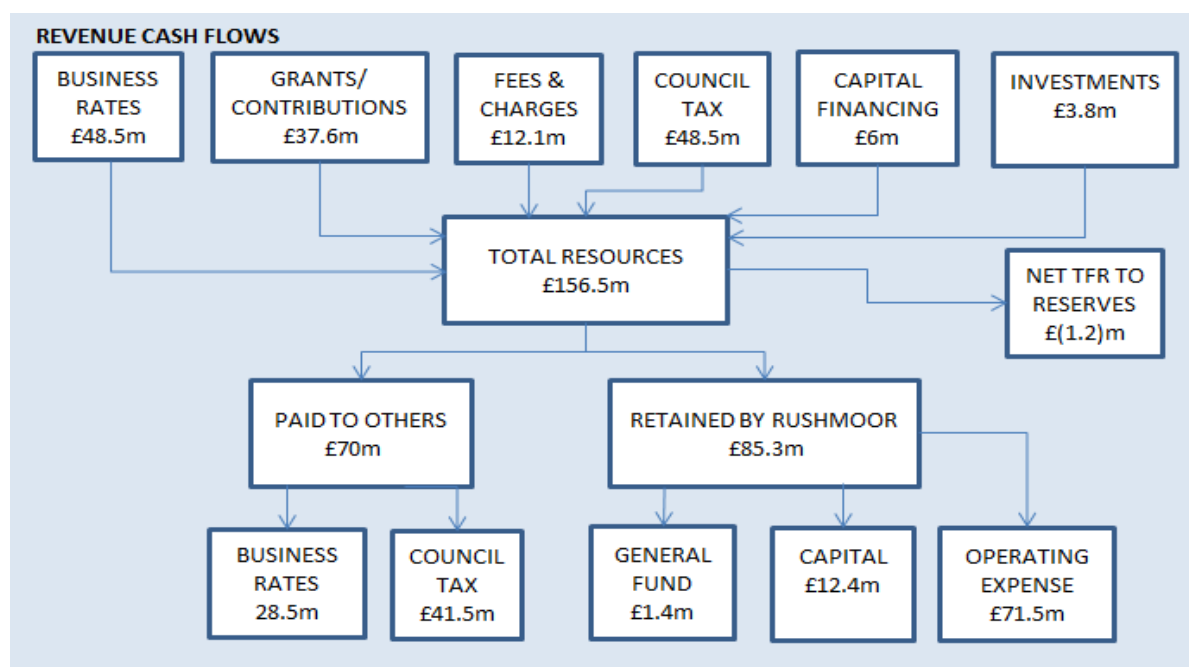 REVENUE CASH FLOWS
BUSINESS
RATES
£48.5m
GRANTS/
CONTRIBUTIONS
£37.6m
FEES &
CHARGES
£12.1m
COUNCIL
TAX
£48.5m
CAPITAL
FINANCING
£6m
INVESTMENTS
£3.8m
TOTAL RESOURCES
£156.5m
NET TFR TO
RESERVES
£(1.2)m
PAID TO OTHERS
£70m
RETAINED BY RUSHMOOR
£85.3m
BUSINESS
RATES
28.5m
COUNCIL
TAX
£41.5m
GENERAL
FUND
£1.4m
CAPITAL
£12.4m
OPERATING
EXPENSE
£71.5m